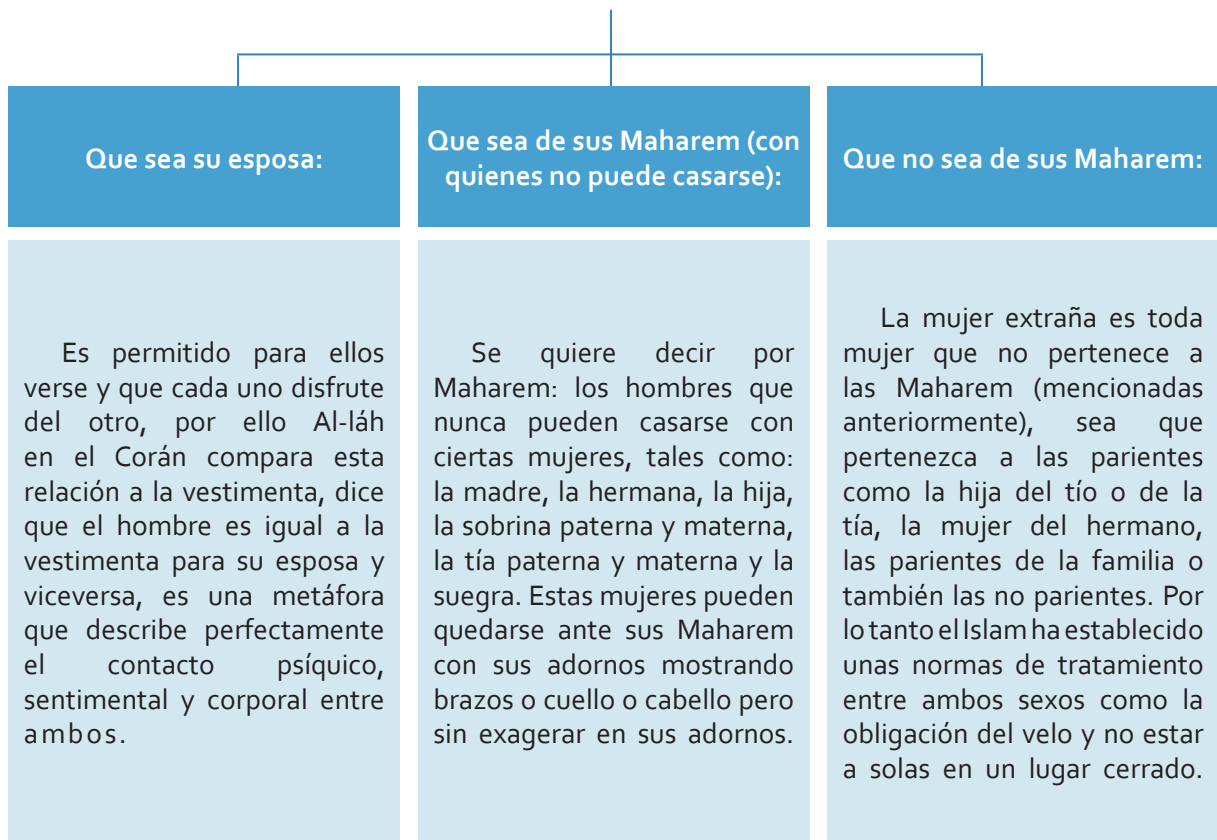 Que sea su esposa:
Es permitido para ellos
verse y que cada uno disfrute
del otro, por ello Al-láh
en el Corán compara esta
relación a la vestimenta, dice
que el hombre es igual a la
vestimenta para su esposa y
viceversa, es una metáfora
que describe perfectamente
el contacto psíquico,
sentimental y corporal entre
ambos.
Que sea de sus Maharem (con
quienes no puede casarse):
Se quiere decir por
Maharem: los hombres que
nunca pueden casarse con
ciertas mujeres, tales como:
la madre, la hermana, la hija,
la sobrina paterna y materna,
la tía paterna y materna y la
suegra. Estas mujeres pueden
quedarse ante sus Maharem
con sus adornos mostrando
brazos o cuello o cabello pero
sin exagerar en sus adornos.
Que no sea de sus Maharem:
La mujer extraña es toda
mujer que no pertenece a
las Maharem (mencionadas
anteriormente), sea que
pertenezca a las parientes
como la hija del tío o de la
tía, la mujer del hermano,
las parientes de la familia o
también las no parientes. Por
lo tanto el Islam ha establecido
unas normas de tratamiento
entre ambos sexos como la
obligación del velo y no estar
a solas en un lugar cerrado.